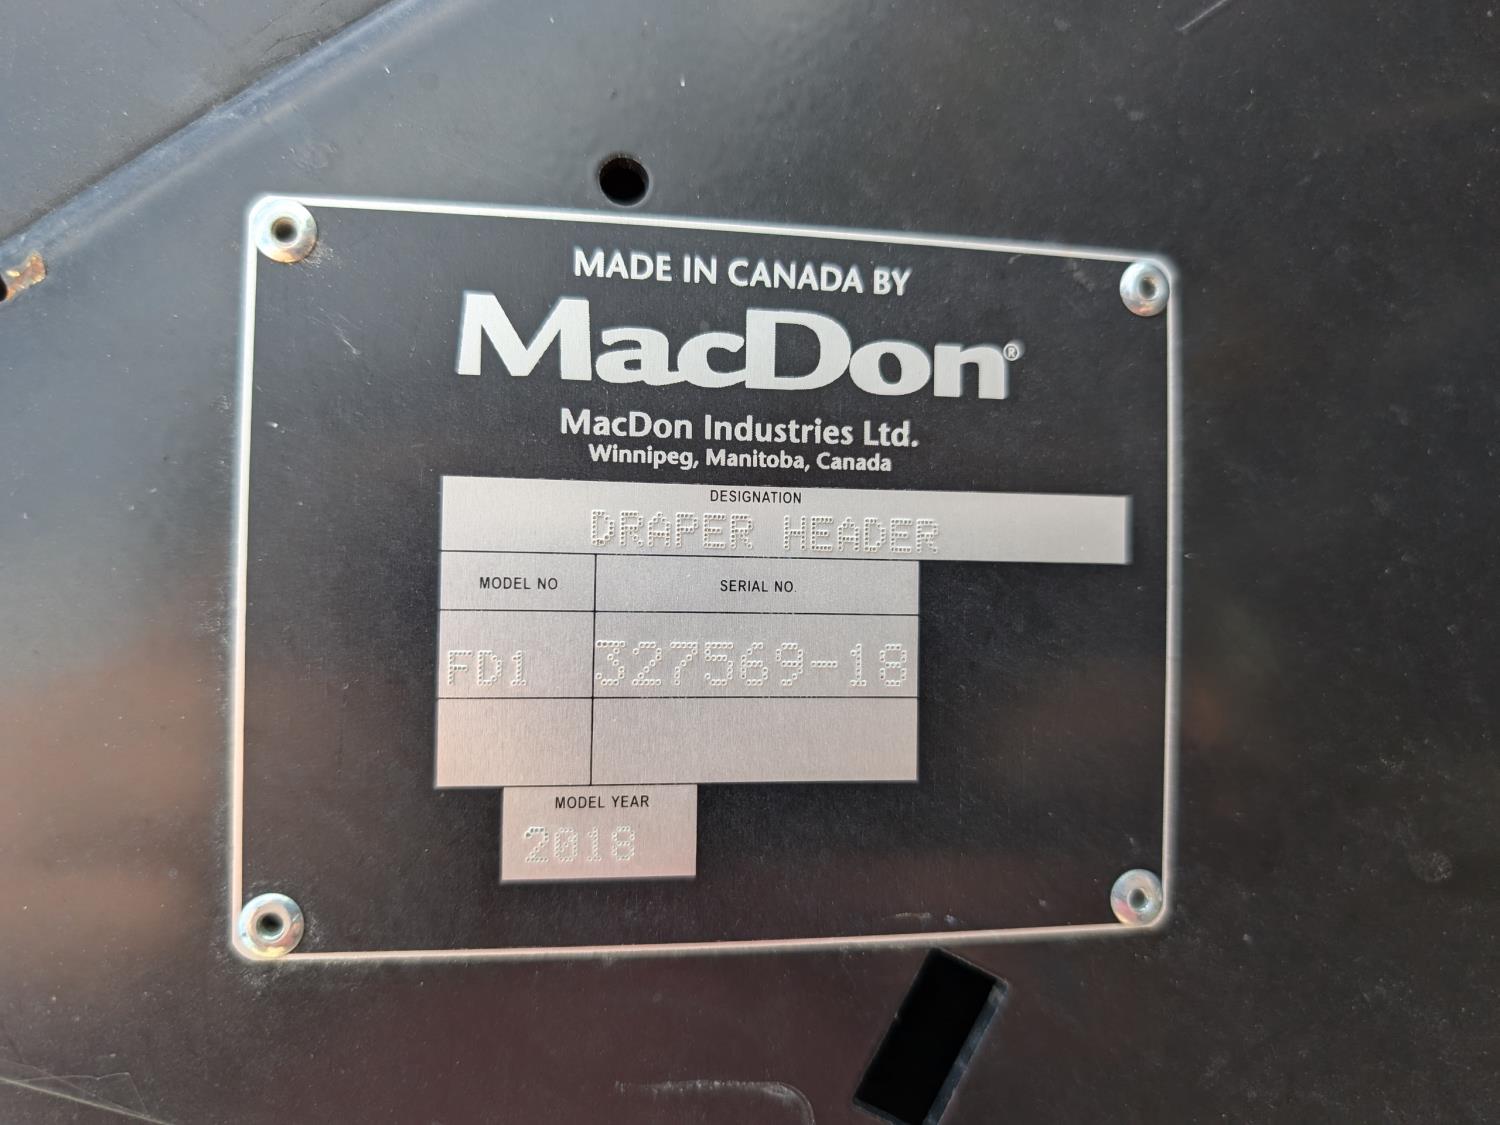 MADE IN CANADA BY
MacDon®
MacDon Industries Ltd.
Winnipeg, Manitoba, Canada
DESIGNATION
DRAPER HEADER
MODEL NO SERIAL NO.
FD1 327569-18
MODEL YEAR
2018